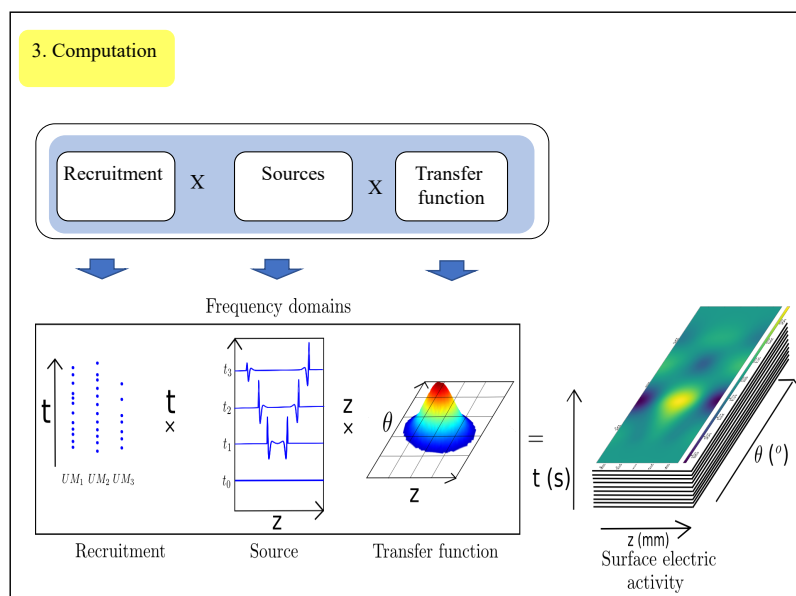 3. Computation
Recruitment
X
Sources
X
Transfer
function
Frequency domains
t
UM1 UM2 UM3
t
×
t3
t2
t1
t0
z
z
×
θ
z
=
t (s)
θ (°)
z (mm)
Recruitment
Source
Transfer function
Surface electric
activity